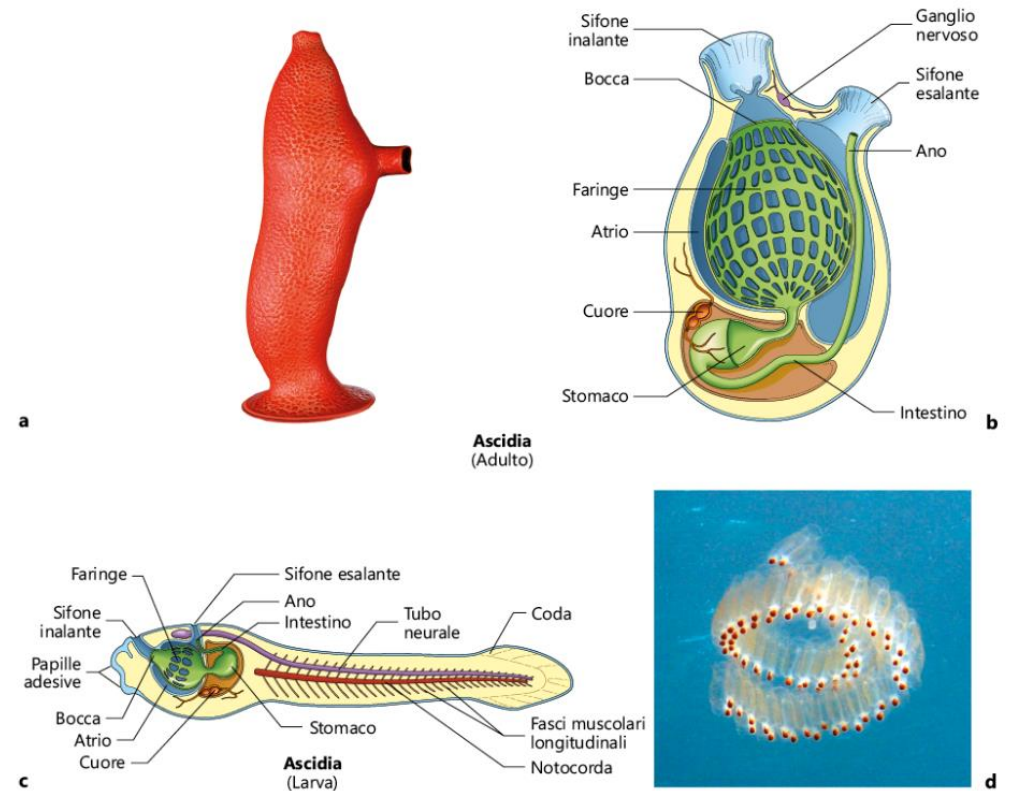 Sifone
inalante
Ganglio
nervoso
Bocca
Sifone
esalante
Ano
Faringe
Atrio
Cuore
Stomaco
Intestino
a
b
Ascidia
(Adulto)
Faringe
Sifone esalante
Ano
Intestino
Sifone
inalante
Tubo
neurale
Coda
Papille
adesive
Bocca
Atrio
Cuore
Stomaco
Fasci muscolari
longitudinali
Notocorda
Ascidia
(Larva)
c
d